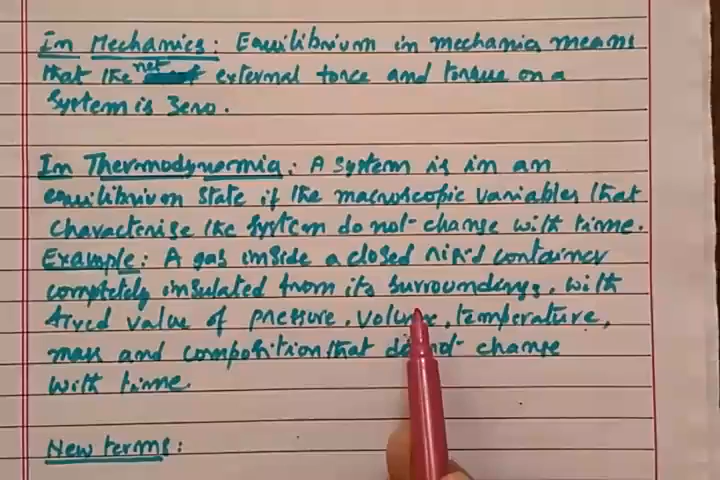 In Mechanics: Equilibrium in mechanics means
that the net external force and torque on a
system is zero.
In Thermodynamics: A system is in an
equilibrium state if the macroscopic variables that
characterise the system do not change with time.
Example: A gas inside a closed rigid container
completely insulated from its surroundings, with
fixed value of pressure, volume, temperature,
mass and composition that do not change
with time.
New terms: